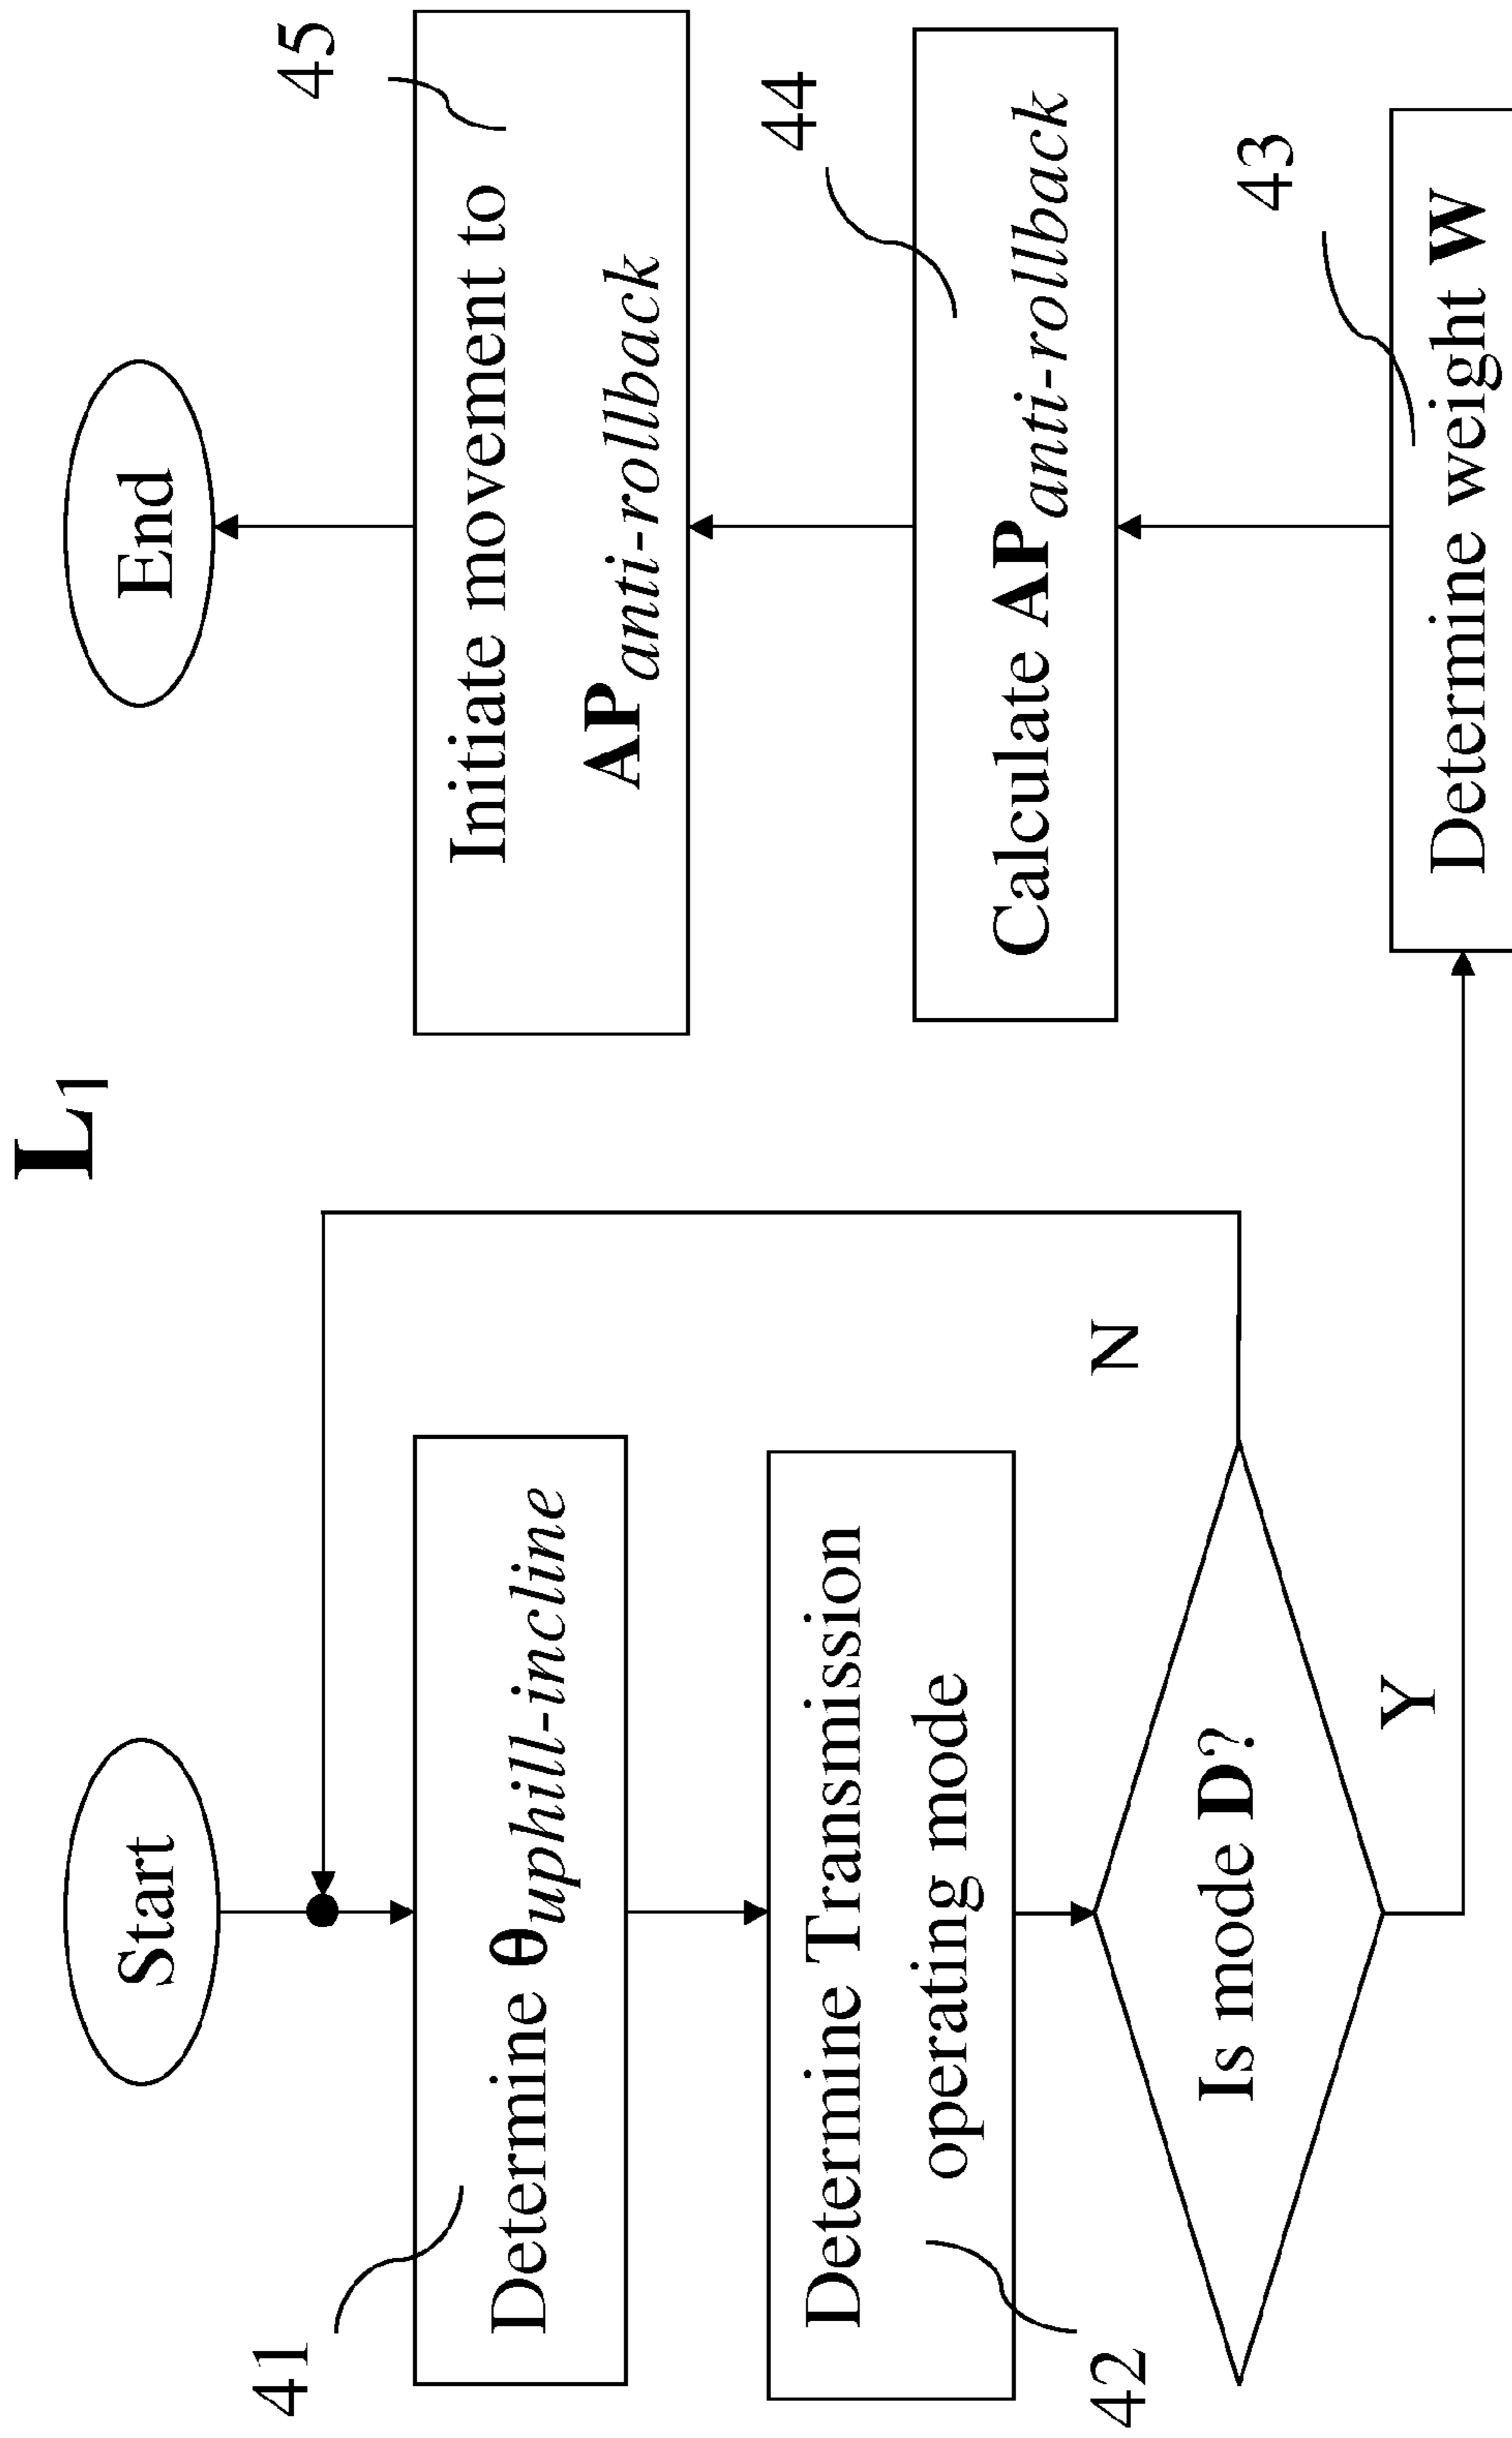 L1
Start
41
Determine θuphill-incline
Determine Transmission
operating mode
42
Is mode D?
N
Y
Determine weight W
43
Calculate APanti-rollback
44
Initiate movement to
APanti-rollback
45
End